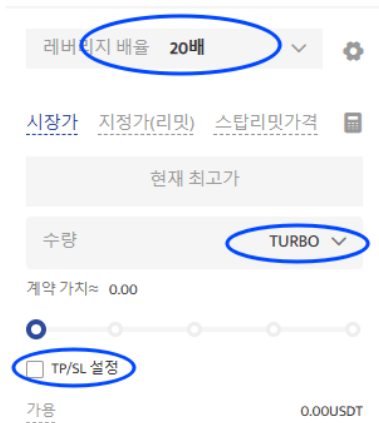 레버리지 배율 20배
시장가 지정가(리밋) 스탑리밋가격
현재 최고가
수량 TURBO
계약 가치≈ 0.00
TP/SL 설정
가용 0.00USDT